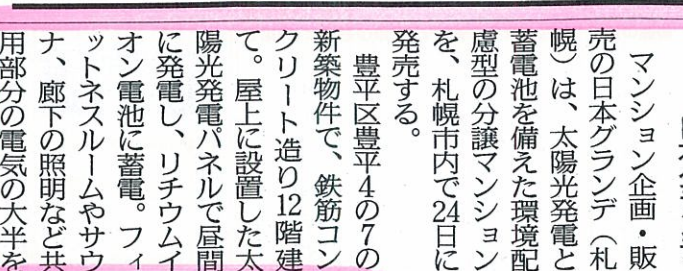 マンション企画・販
売の日本グランデ（札
幌）は、太陽光発電と
蓄電池を備えた環境配
慮型の分譲マンション
を、札幌市内で24日に
発売する。
豊平区豊平4の7の
新築物件で、鉄筋コン
クリート造り12階建
て。屋上に設置した太
陽光発電パネルで昼間
に発電し、リチウムイ
オン電池に蓄電。フィ
ットネスルームやサウ
ナ、廊下の照明など共
用部分の電気の大半を